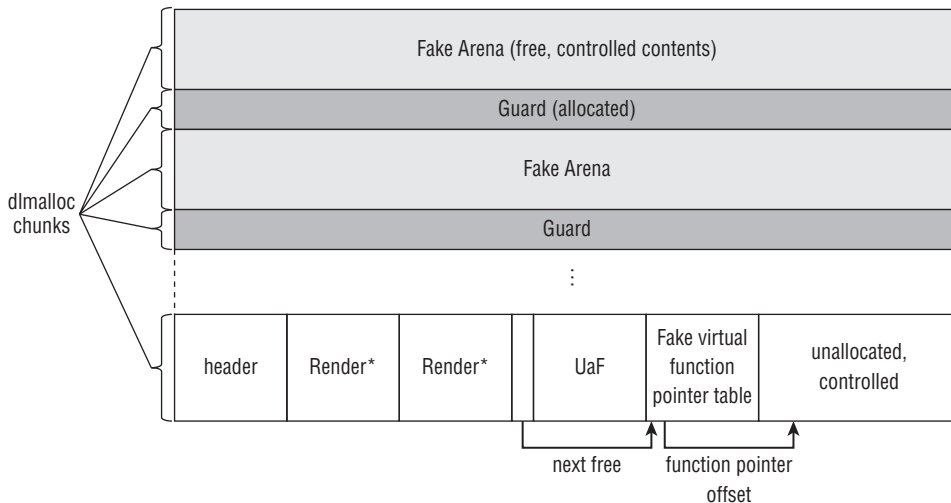 Fake Arena (free, controlled contents)
Guard (allocated)
Fake Arena
dlmalloc
chunks
Guard
⋮
header
Render*
Render*
UaF
Fake virtual
function
pointer table
unallocated,
controlled
next free
function pointer
offset